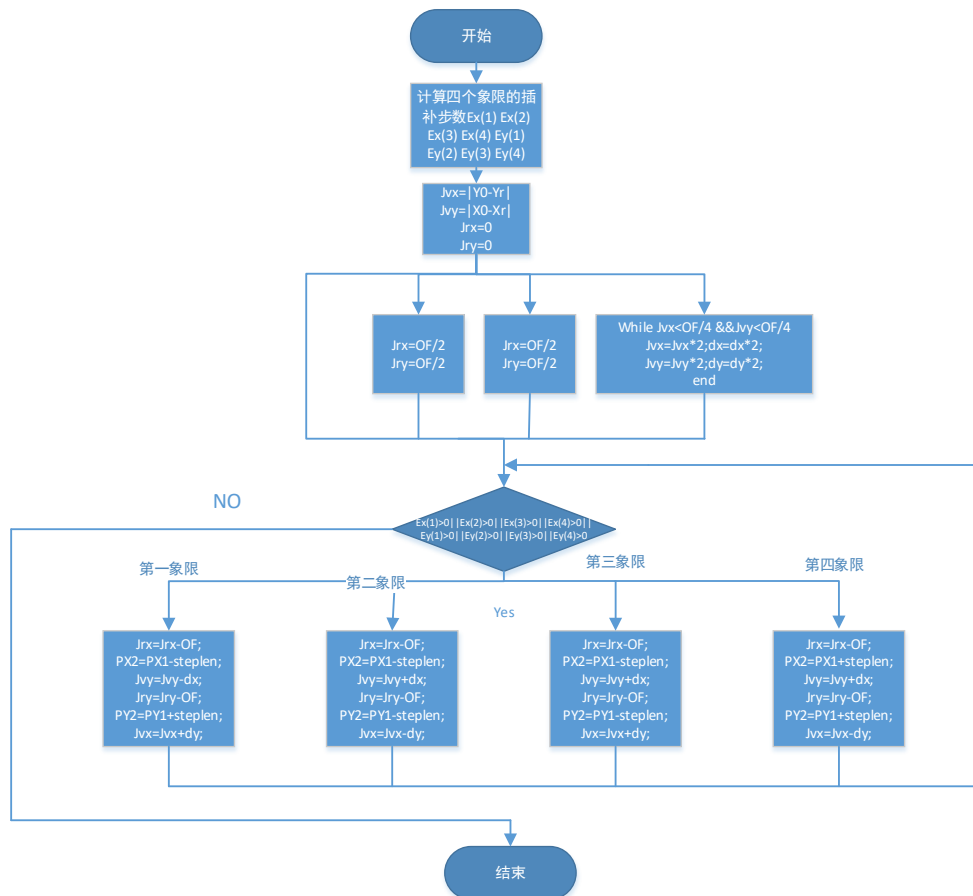 开始
计算四个象限的插
补步数Ex(1) Ex(2)
Ex(3) Ex(4) Ey(1)
Ey(2) Ey(3) Ey(4)
Jvx=|Y0-Yr|
Jvy=|X0-Xr|
Jrx=0
Jry=0
Jrx=OF/2
Jry=OF/2
Jrx=OF/2
Jry=OF/2
While Jvx<OF/4 &&Jvy<OF/4
Jvx=Jvx*2;dx=dx*2;
Jvy=Jvy*2;dy=dy*2;
end
NO
Ex(1)>0||Ex(2)>0||Ex(3)>0||Ex(4)>0||
Ey(1)>0||Ey(2)>0||Ey(3)>0||Ey(4)>0
第一象限
第二象限
第三象限
第四象限
Yes
Jrx=Jrx-OF;
PX2=PX1-steplen;
Jvy=Jvy-dx;
Jry=Jry-OF;
PY2=PY1+steplen;
Jvx=Jvx+dy;
Jrx=Jrx-OF;
PX2=PX1-steplen;
Jvy=Jvy+dx;
Jry=Jry-OF;
PY2=PY1-steplen;
Jvx=Jvx-dy;
Jrx=Jrx-OF;
PX2=PX1+steplen;
Jvy=Jvy+dx;
Jry=Jry-OF;
PY2=PY1-steplen;
Jvx=Jvx+dy;
Jrx=Jrx-OF;
PX2=PX1+steplen;
Jvy=Jvy+dx;
Jry=Jry-OF;
PY2=PY1+steplen;
Jvx=Jvx-dy;
结束